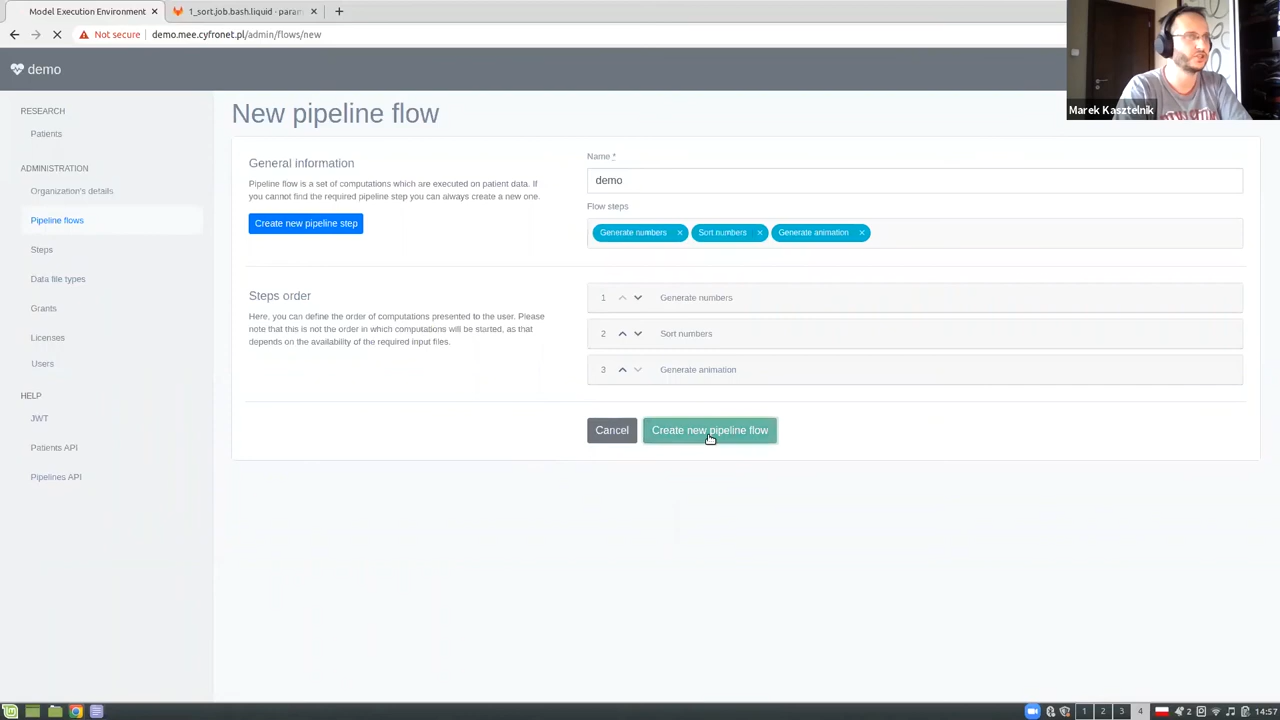 Model Execution Environment
1_sort.job.bash.liquid · param
Not secure
demo.mee.cyfronet.pl/admin/flows/new
demo
Marek Kasztelnik
RESEARCH
Patients
ADMINISTRATION
Organization's details
Pipeline flows
Steps
Data file types
Grants
Licenses
Users
HELP
JWT
Patients API
Pipelines API
New pipeline flow
General information
Pipeline flow is a set of computations which are executed on patient data. If
you cannot find the required pipeline step you can always create a new one.
Create new pipeline step
Name *
demo
Flow steps
Generate numbers × Sort numbers × Generate animation ×
Steps order
Here, you can define the order of computations presented to the user. Please
note that this is not the order in which computations will be started, as that
depends on the availability of the required input files.
1 Generate numbers
2 Sort numbers
3 Generate animation
Cancel
Create new pipeline flow
1 2 3 4
2
14:57